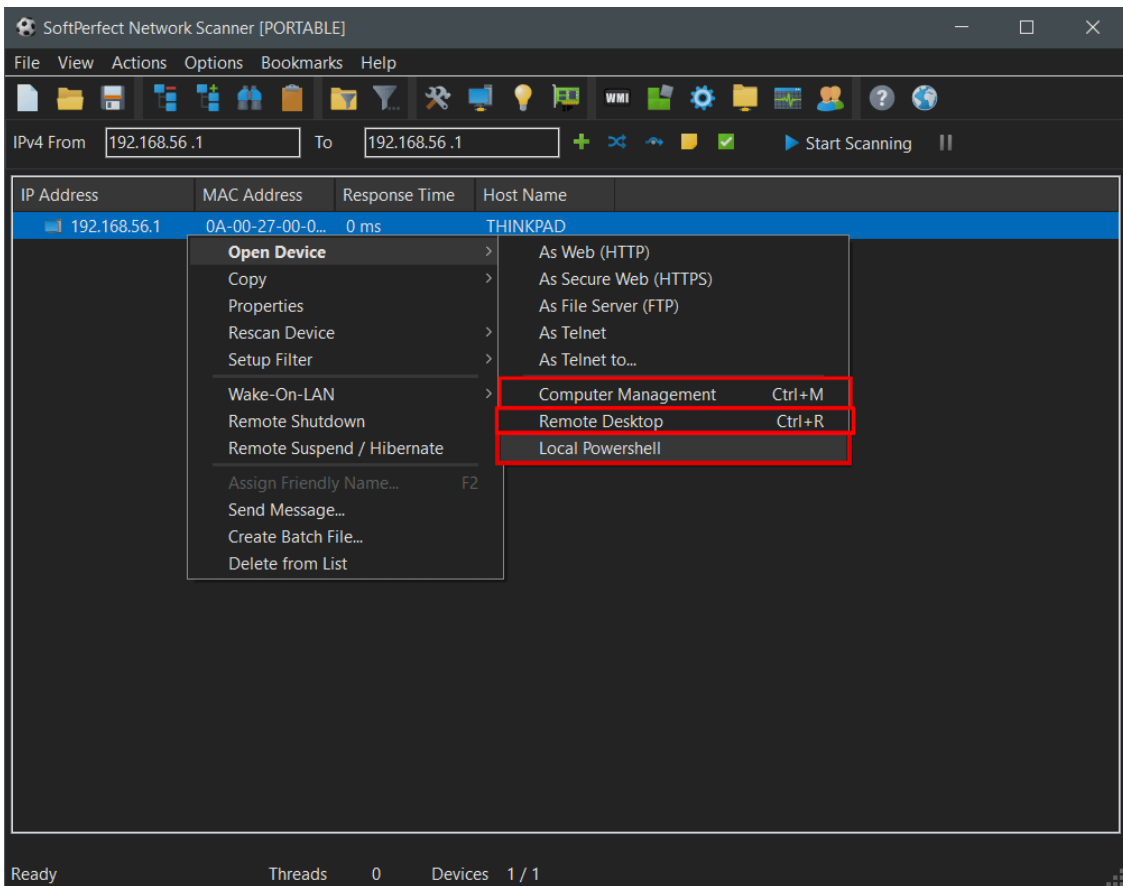 SoftPerfect Network Scanner [PORTABLE]
File View Actions Options Bookmarks Help
WMI
IPv4 From 192.168.56 .1 To 192.168.56 .1 Start Scanning
IP Address MAC Address Response Time Host Name
192.168.56.1 0A-00-27-00-0... 0 ms THINKPAD
Open Device
Copy
Properties
Rescan Device
Setup Filter
Wake-On-LAN
Remote Shutdown
Remote Suspend / Hibernate
Assign Friendly Name... F2
Send Message...
Create Batch File...
Delete from List
As Web (HTTP)
As Secure Web (HTTPS)
As File Server (FTP)
As Telnet
As Telnet to...
Computer Management Ctrl+M
Remote Desktop Ctrl+R
Local Powershell
Ready Threads 0 Devices 1 / 1